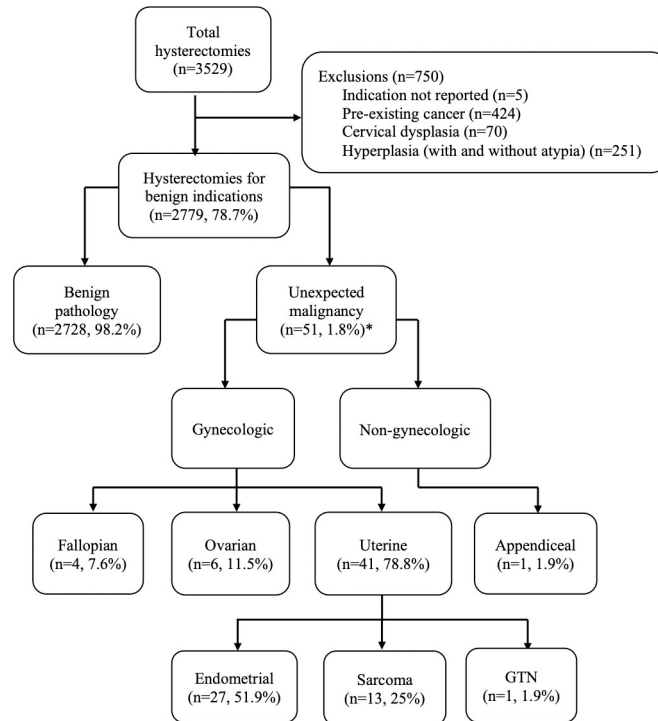 Total
hysterectomies
(n=3529)
Exclusions (n=750)
Indication not reported (n=5)
Pre-existing cancer (n=424)
Cervical dysplasia (n=70)
Hyperplasia (with and without atypia) (n=251)
Hysterectomies for
benign indications
(n=2779, 78.7%)
Benign
pathology
(n=2728, 98.2%)
Unexpected
malignancy
(n=51, 1.8%)*
Gynecologic
Non-gynecologic
Fallopian
(n=4, 7.6%)
Ovarian
(n=6, 11.5%)
Uterine
(n=41, 78.8%)
Appendiceal
(n=1, 1.9%)
Endometrial
(n=27, 51.9%)
Sarcoma
(n=13, 25%)
GTN
(n=1, 1.9%)